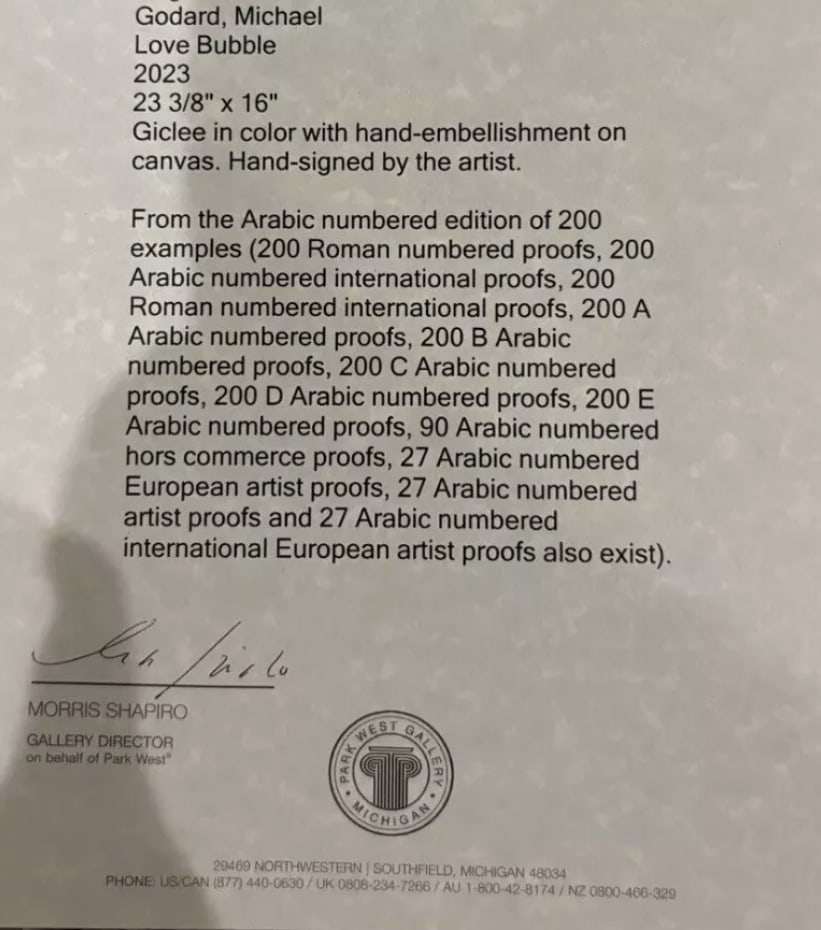 Godard, Michael
Love Bubble
2023
23 3/8" x 16"
Giclee in color with hand-embellishment on
canvas. Hand-signed by the artist.
From the Arabic numbered edition of 200
examples (200 Roman numbered proofs, 200
Arabic numbered international proofs, 200
Roman numbered international proofs, 200 A
Arabic numbered proofs, 200 B Arabic
numbered proofs, 200 C Arabic numbered
proofs, 200 D Arabic numbered proofs, 200 E
Arabic numbered proofs, 90 Arabic numbered
hors commerce proofs, 27 Arabic numbered
European artist proofs, 27 Arabic numbered
artist proofs and 27 Arabic numbered
international European artist proofs also exist).
MORRIS SHAPIRO
GALLERY DIRECTOR
on behalf of Park West®
PARK WEST GALLERY
• MICHIGAN •
29469 NORTHWESTERN | SOUTHFIELD, MICHIGAN 48034
PHONE: US/CAN (877) 440-0630 / UK 0808-234-7266 / AU 1-800-42-8174 / NZ 0800-466-329